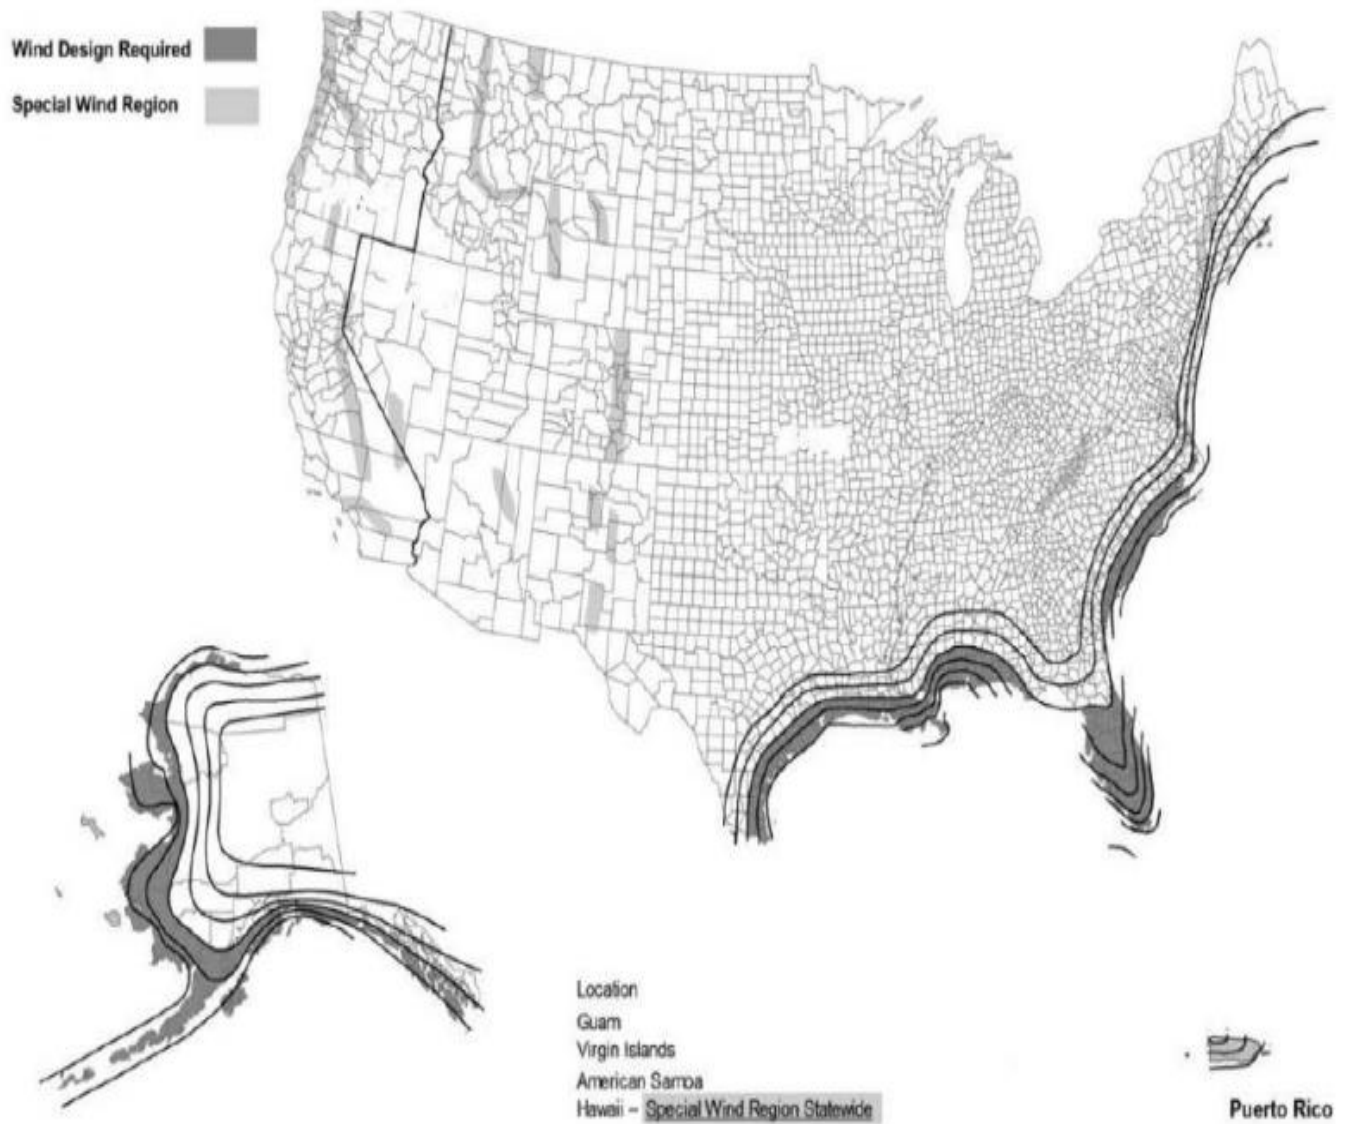 Wind Design Required
Special Wind Region
Location
Guam
Virgin Islands
American Samoa
Hawaii – Special Wind Region Statewide
Puerto Rico